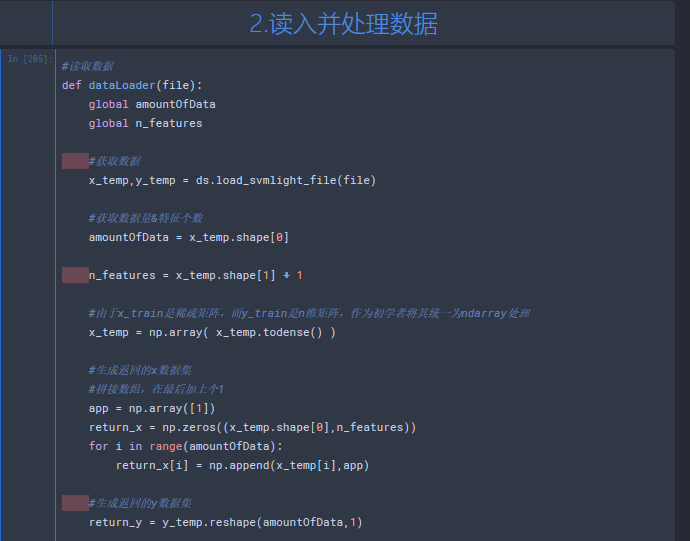 2.读入并处理数据
In [285]:
#读取数据
def dataLoader(file):
    global amountOfData
    global n_features
    #获取数据
    x_temp,y_temp = ds.load_svmlight_file(file)
    #获取数据量&特征个数
    amountOfData = x_temp.shape[0]
    n_features = x_temp.shape[1] + 1
    #由于x_train是稀疏矩阵，而y_train是n维矩阵，作为初学者将其统一为ndarray处理
    x_temp = np.array( x_temp.todense() )
    #生成返回的x数据集
    #拼接数组，在最后加上个1
    app = np.array([1])
    return_x = np.zeros((x_temp.shape[0],n_features))
    for i in range(amountOfData):
        return_x[i] = np.append(x_temp[i],app)
    #生成返回的y数据集
    return_y = y_temp.reshape(amountOfData,1)